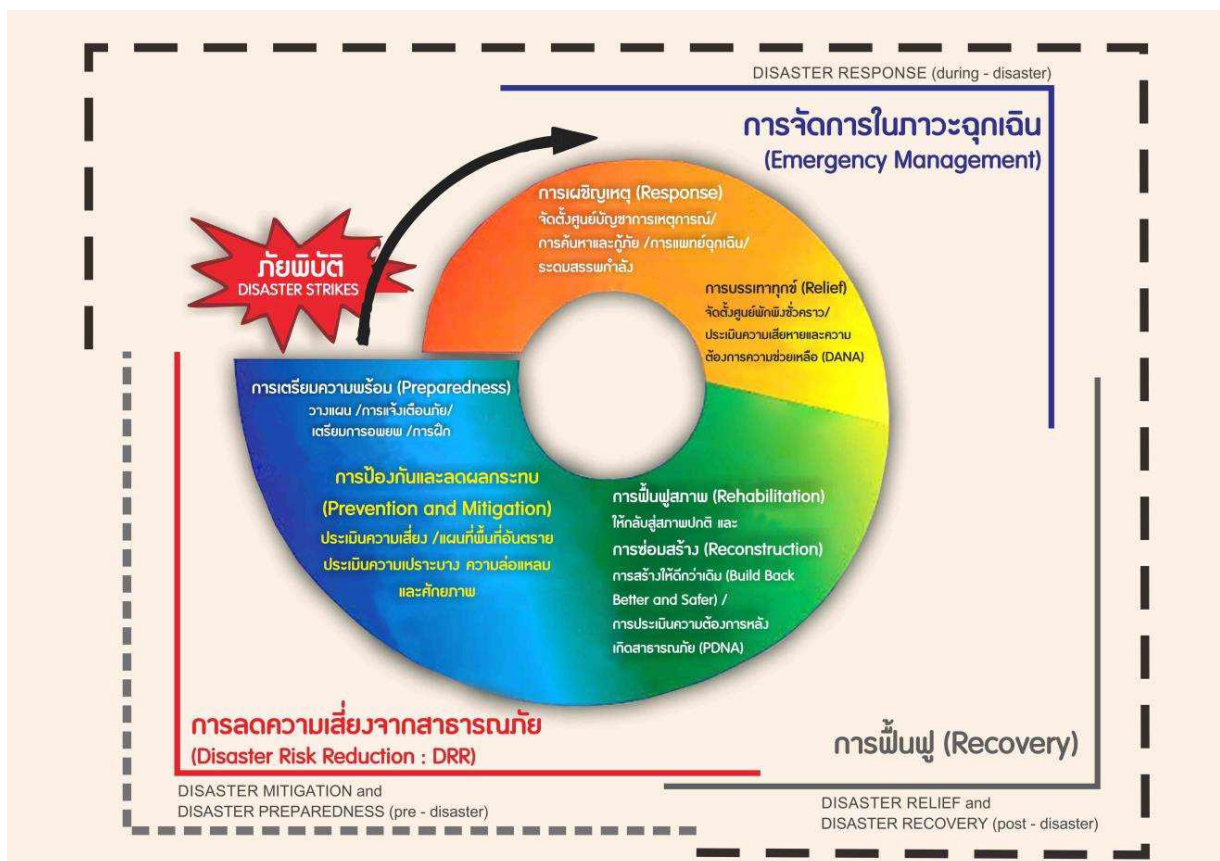 DISASTER RESPONSE (during - disaster)
การจัดการในภาวะฉุกเฉิน
(Emergency Management)
ภัยพิบัติ
DISASTER STRIKES
การเผชิญเหตุ (Response)
จัดตั้งศูนย์บัญชาการเหตุการณ์/
การค้นหาและกู้ภัย /การแพทย์ฉุกเฉิน/
ระดมสรรพกำลัง
การบรรเทาทุกข์ (Relief)
จัดตั้งศูนย์พักพิงชั่วคราว/
ประเมินความเสียหายและความ
ต้องการความช่วยเหลือ (DANA)
การเตรียมความพร้อม (Preparedness)
วางแผน /การแจ้งเตือนภัย/
เตรียมการอพยพ /การฝึก
การป้องกันและลดผลกระทบ
(Prevention and Mitigation)
ประเมินความเสี่ยง /แผนที่พื้นที่อันตราย
ประเมินความเปราะบาง ความล่อแหลม
และศักยภาพ
การฟื้นฟูสภาพ (Rehabilitation)
ให้กลับสู่สภาพปกติ และ
การซ่อมสร้าง (Reconstruction)
การสร้างให้ดีกว่าเดิม (Build Back
Better and Safer) /
การประเมินความต้องการหลัง
เกิดสาธารณภัย (PDNA)
การลดความเสี่ยงจากสาธารณภัย
(Disaster Risk Reduction : DRR)
DISASTER MITIGATION and
DISASTER PREPAREDNESS (pre - disaster)
การฟื้นฟู (Recovery)
DISASTER RELIEF and
DISASTER RECOVERY (post - disaster)